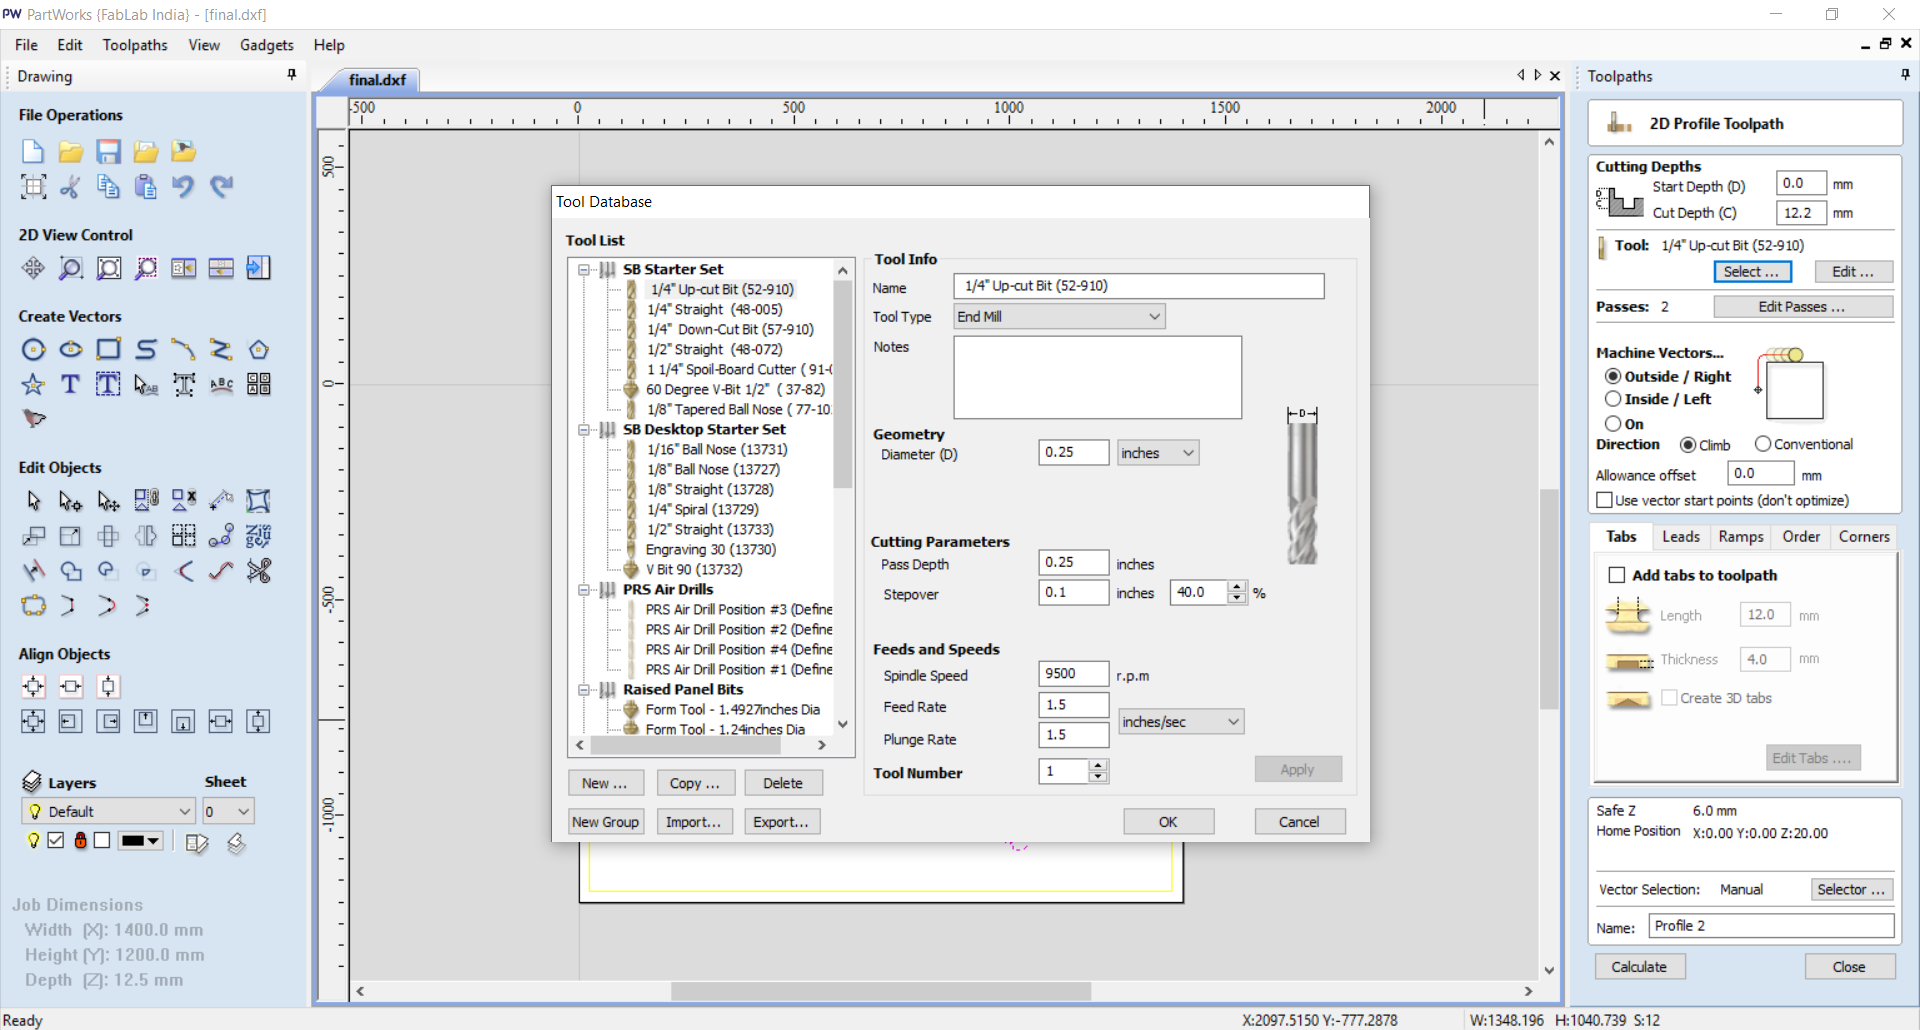 PW PartWorks {FabLab India} - [final.dxf]
File Edit Toolpaths View Gadgets Help
Drawing
File Operations
2D View Control
Create Vectors
Edit Objects
Align Objects
Layers Sheet
Default 0
Job Dimensions
Width (X): 1400.0 mm
Height (Y): 1200.0 mm
Depth (Z): 12.5 mm
Ready
final.dxf
-500 0 500 1000 1500 2000
500
0
-500
-1000
Tool Database
Tool List
SB Starter Set
1/4" Up-cut Bit (52-910)
1/4" Straight (48-005)
1/4" Down-Cut Bit (57-910)
1/2" Straight (48-072)
1 1/4" Spoil-Board Cutter ( 91-
60 Degree V-Bit 1/2" ( 37-82)
1/8" Tapered Ball Nose ( 77-10
SB Desktop Starter Set
1/16" Ball Nose (13731)
1/8" Ball Nose (13727)
1/8" Straight (13728)
1/4" Spiral (13729)
1/2" Straight (13733)
Engraving 30 (13730)
V Bit 90 (13732)
PRS Air Drills
PRS Air Drill Position #3 (Define
PRS Air Drill Position #2 (Define
PRS Air Drill Position #4 (Define
PRS Air Drill Position #1 (Define
Raised Panel Bits
Form Tool - 1.4927inches Dia
Form Tool - 1.24inches Dia
New ... Copy ... Delete
New Group Import... Export...
Tool Info
Name 1/4" Up-cut Bit (52-910)
Tool Type End Mill
Notes
D
Geometry
Diameter (D) 0.25 inches
Cutting Parameters
Pass Depth 0.25 inches
Stepover 0.1 inches 40.0 %
Feeds and Speeds
Spindle Speed 9500 r.p.m
Feed Rate 1.5
inches/sec
Plunge Rate 1.5
Tool Number 1
Apply
OK Cancel
X:2097.5150 Y:-777.2878 W:1348.196 H:1040.739 S:12
Toolpaths
2D Profile Toolpath
Cutting Depths
Start Depth (D) 0.0 mm
Cut Depth (C) 12.2 mm
D
C
Tool: 1/4" Up-cut Bit (52-910)
Select ... Edit ...
Passes: 2 Edit Passes ...
Machine Vectors...
Outside / Right
Inside / Left
On
Direction Climb Conventional
Allowance offset 0.0 mm
Use vector start points (don't optimize)
Tabs Leads Ramps Order Corners
Add tabs to toolpath
Length 12.0 mm
Thickness 4.0 mm
Create 3D tabs
Edit Tabs ....
Safe Z 6.0 mm
Home Position X:0.00 Y:0.00 Z:20.00
Vector Selection: Manual Selector ...
Name: Profile 2
Calculate Close